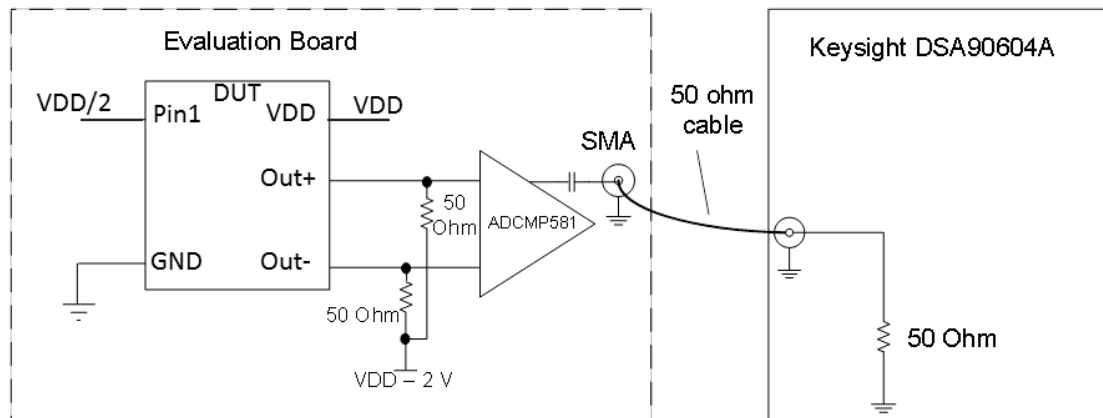 Evaluation Board
Keysight DSA90604A
DUT
VDD/2
Pin1
VDD
VDD
50 ohm
cable
SMA
Out+
50
Ohm
ADCMP581
GND
Out-
50 Ohm
50 Ohm
VDD – 2 V